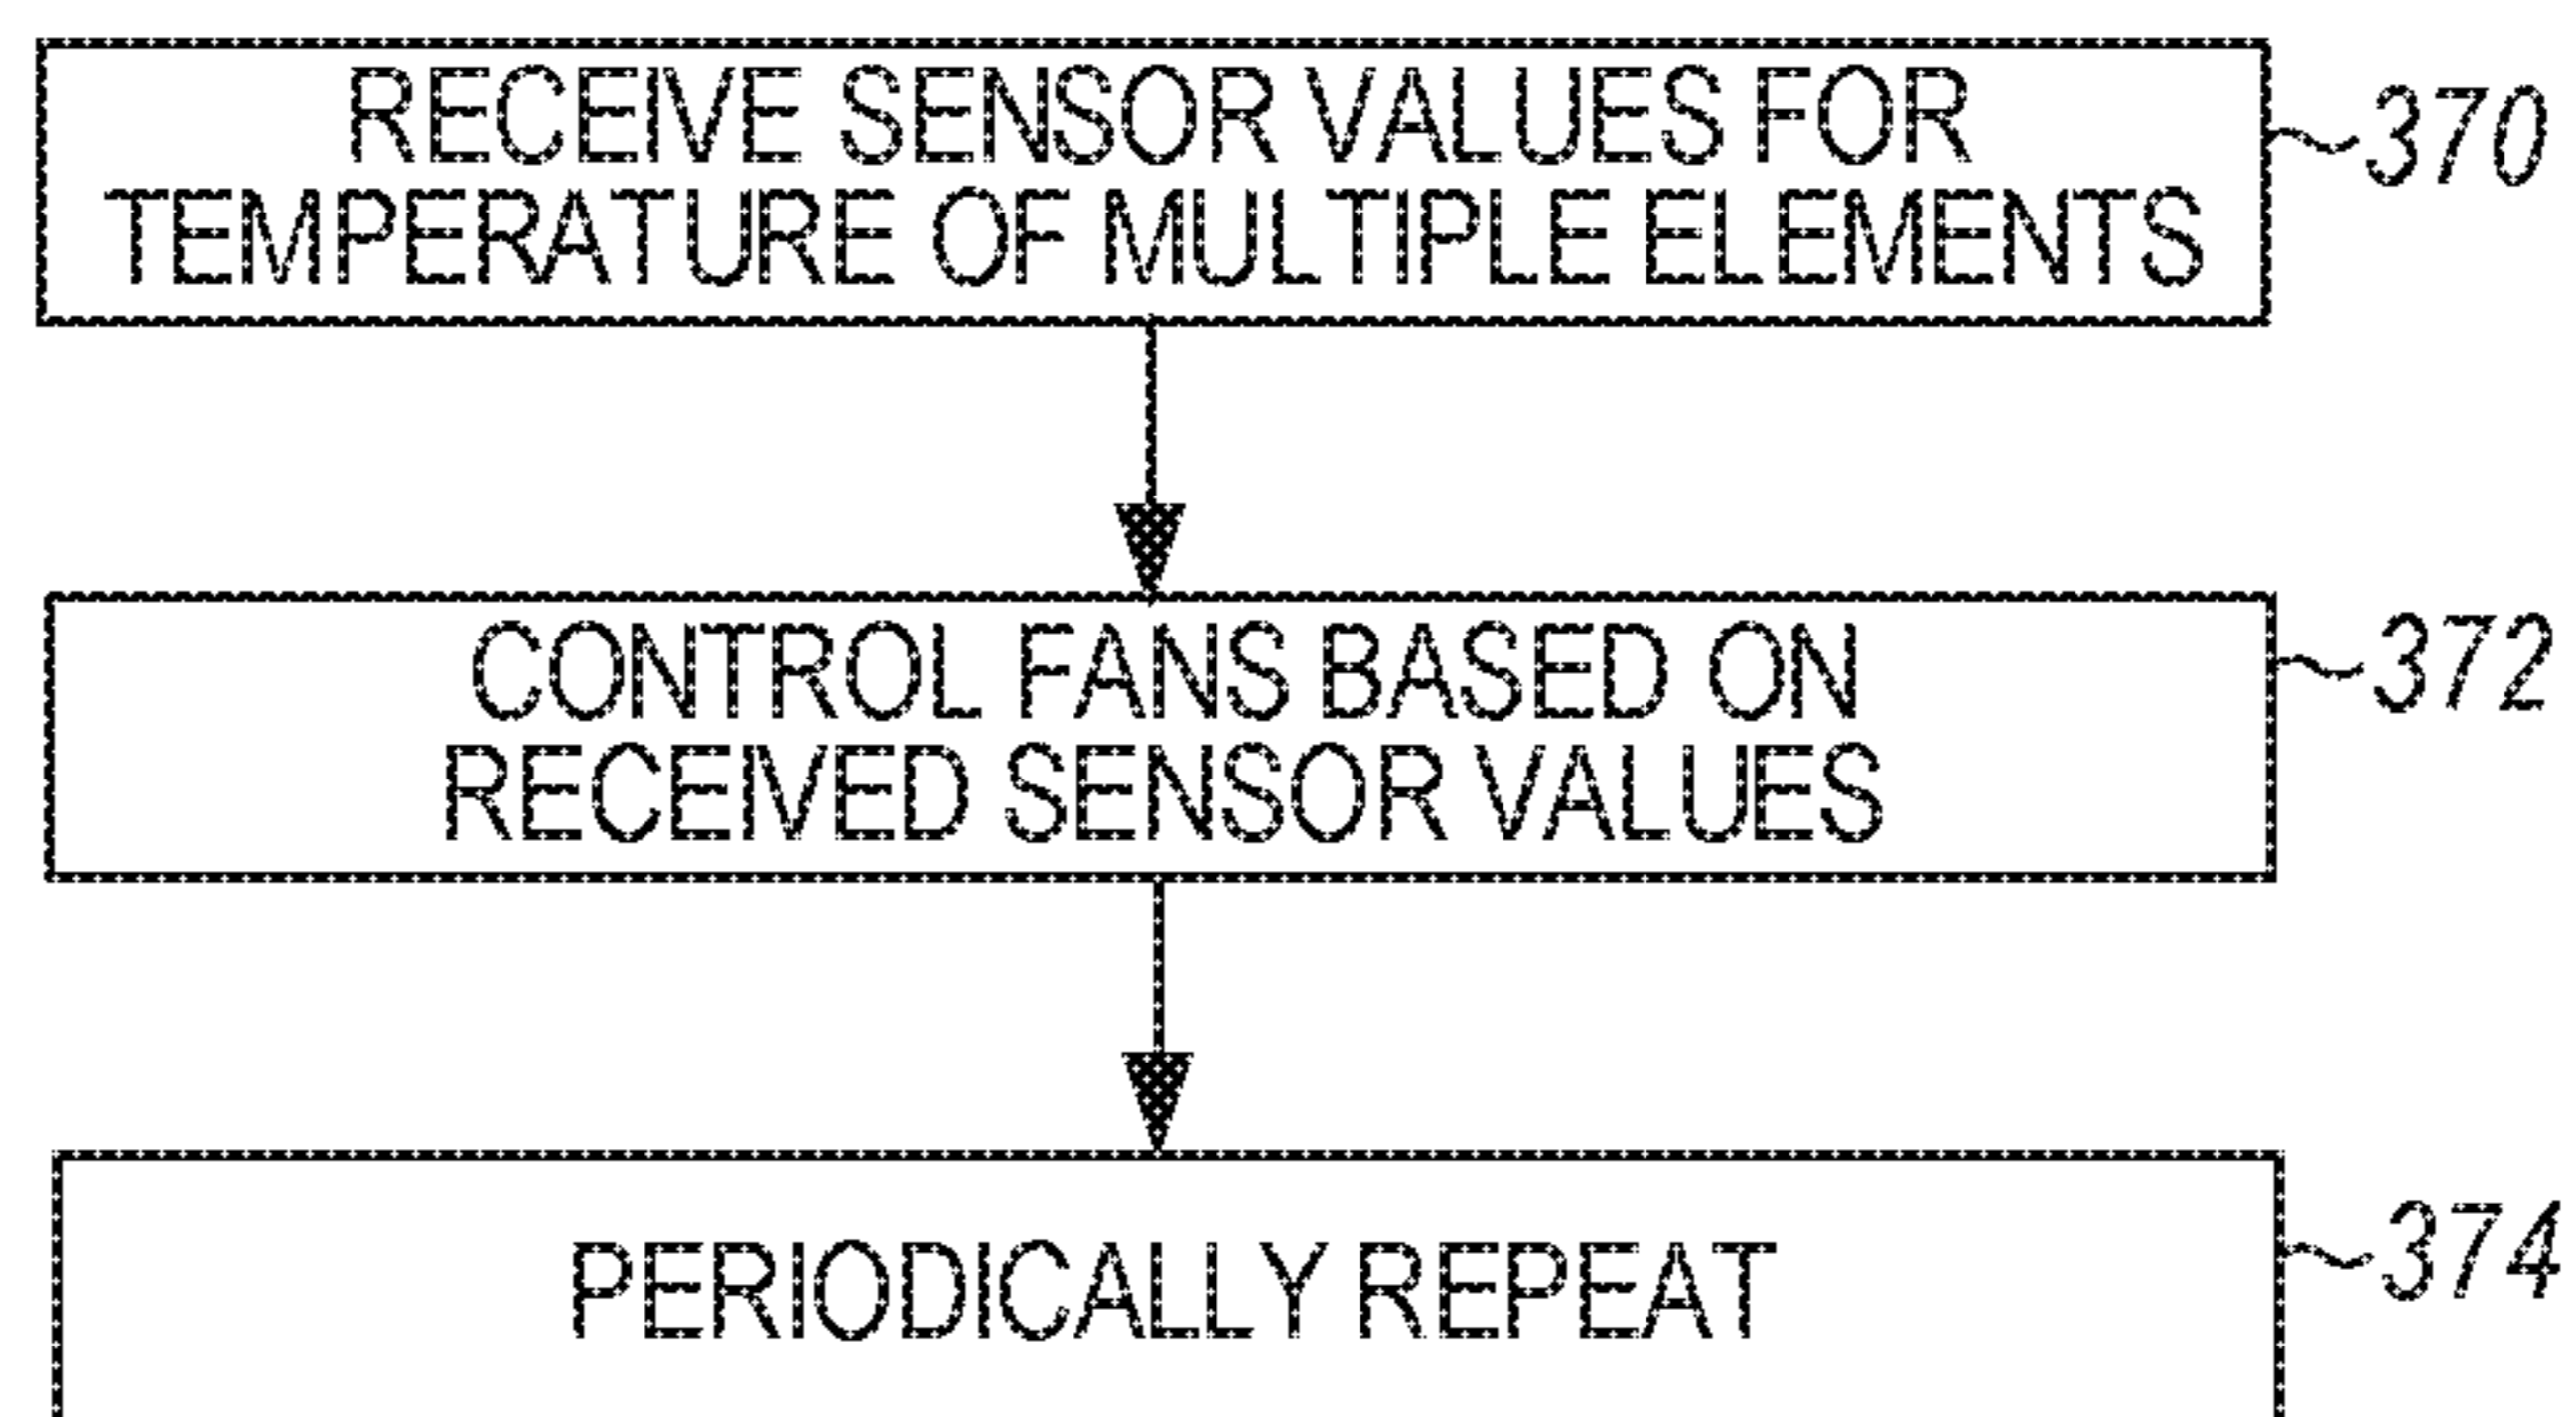 RECEIVE SENSOR VALUES FOR
TEMPERATURE OF MULTIPLE ELEMENTS
370
CONTROL FANS BASED ON
RECEIVED SENSOR VALUES
372
PERIODICALLY REPEAT
374